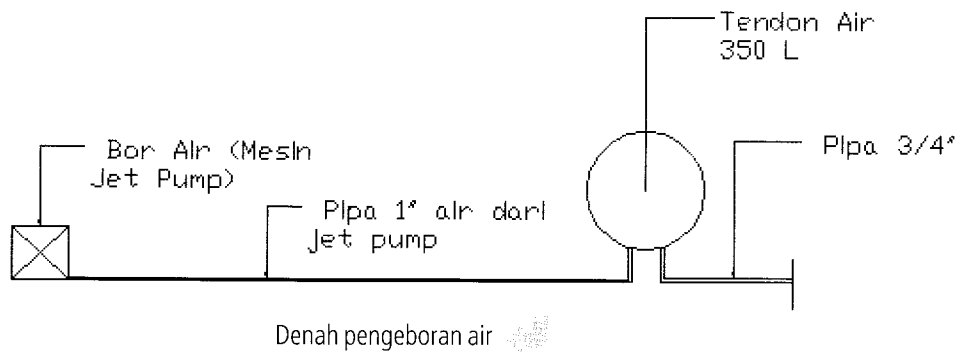 Tendon Air
350 L
Bor Air (Mesin
Jet Pump)
Pipa 3/4"
Pipa 1" air dari
jet pump
Denah pengeboran air